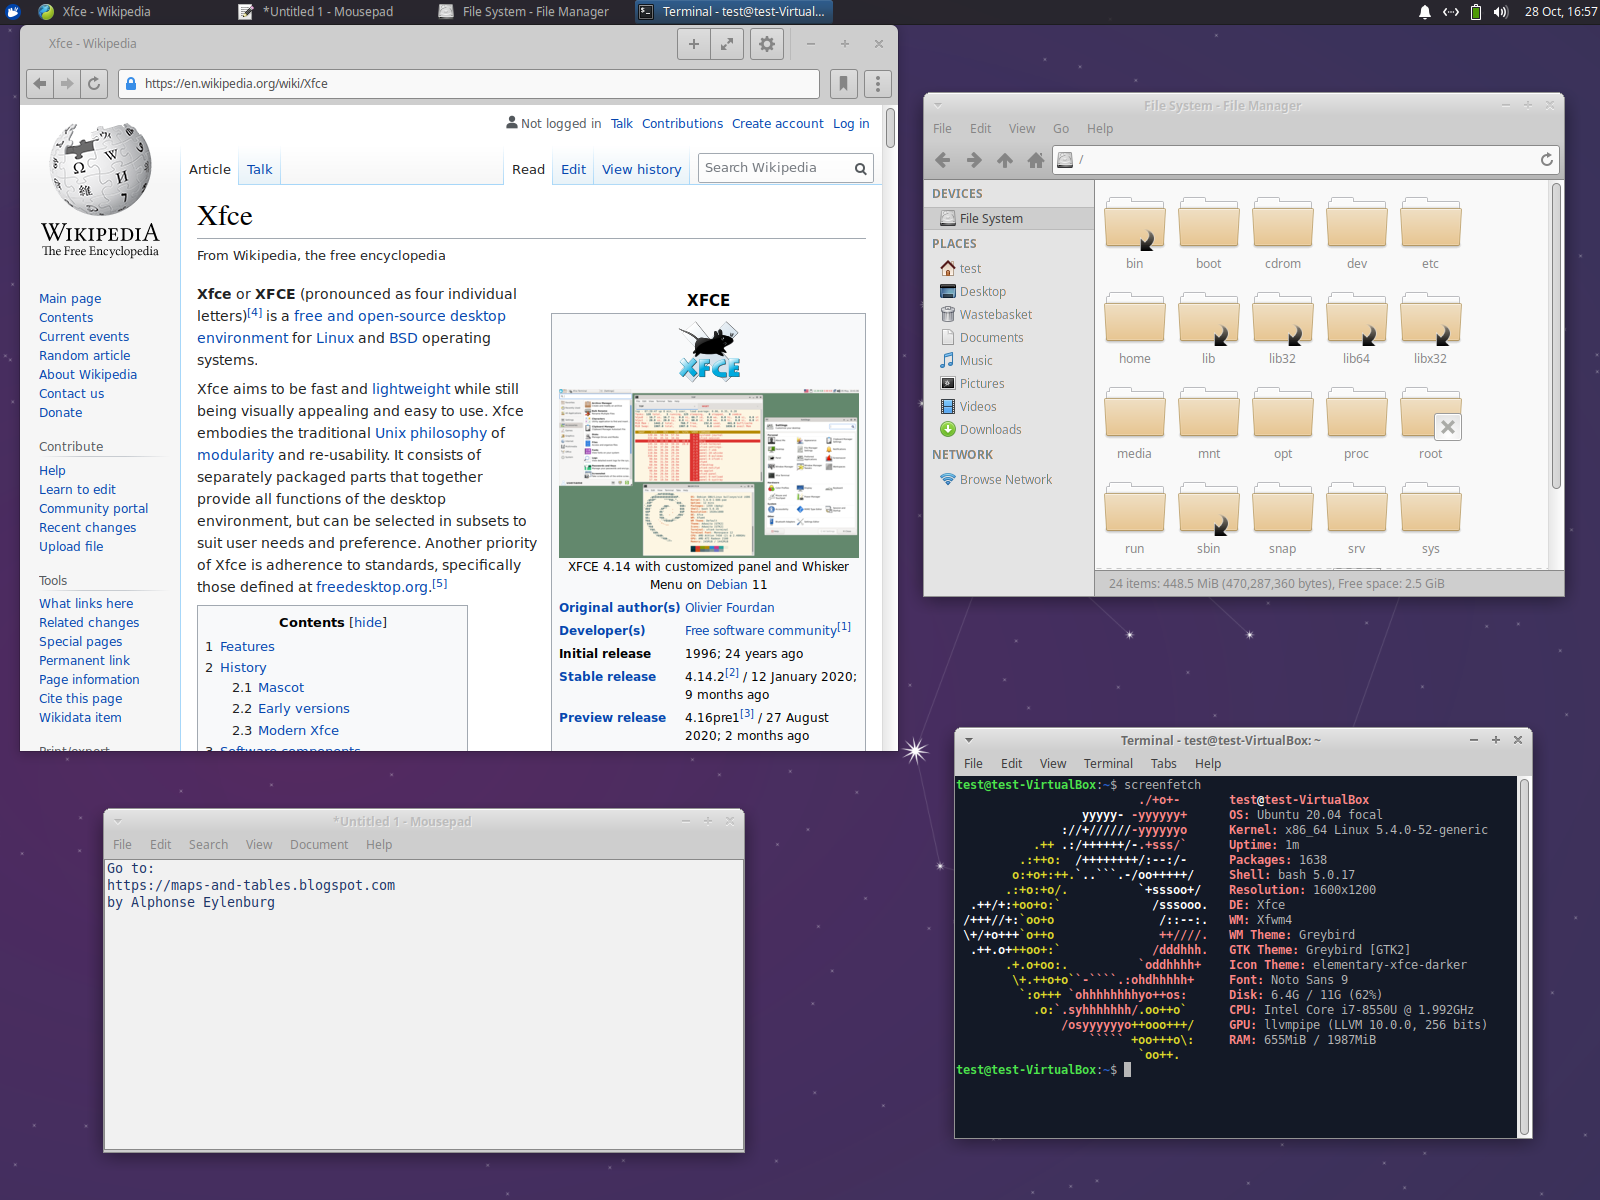 Xfce - Wikipedia
*Untitled 1 - Mousepad
File System - File Manager
Terminal - test@test-Virtual...
28 Oct, 16:57
Xfce - Wikipedia
https://en.wikipedia.org/wiki/Xfce
WIKIPEDIA
The Free Encyclopedia
Main page
Contents
Current events
Random article
About Wikipedia
Contact us
Donate
Contribute
Help
Learn to edit
Community portal
Recent changes
Upload file
Tools
What links here
Related changes
Special pages
Permanent link
Page information
Cite this page
Wikidata item
Print/export
Not logged in Talk Contributions Create account Log in
Article Talk Read Edit View history Search Wikipedia
Xfce
From Wikipedia, the free encyclopedia
Xfce or XFCE (pronounced as four individual
letters)[4] is a free and open-source desktop
environment for Linux and BSD operating
systems.
Xfce aims to be fast and lightweight while still
being visually appealing and easy to use. Xfce
embodies the traditional Unix philosophy of
modularity and re-usability. It consists of
separately packaged parts that together
provide all functions of the desktop
environment, but can be selected in subsets to
suit user needs and preference. Another priority
of Xfce is adherence to standards, specifically
those defined at freedesktop.org.[5]
Contents [hide]
1 Features
2 History
2.1 Mascot
2.2 Early versions
2.3 Modern Xfce
3 Software components
XFCE
XFCE
XFCE 4.14 with customized panel and Whisker
Menu on Debian 11
Original author(s) Olivier Fourdan
Developer(s) Free software community[1]
Initial release 1996; 24 years ago
Stable release 4.14.2[2] / 12 January 2020;
9 months ago
Preview release 4.16pre1[3] / 27 August
2020; 2 months ago
File System - File Manager
File Edit View Go Help
/
DEVICES
File System
PLACES
test
Desktop
Wastebasket
Documents
Music
Pictures
Videos
Downloads
NETWORK
Browse Network
bin boot cdrom dev etc
home lib lib32 lib64 libx32
media mnt opt proc root
run sbin snap srv sys
24 items: 448.5 MiB (470,287,360 bytes), Free space: 2.5 GiB
*Untitled 1 - Mousepad
File Edit Search View Document Help
Go to:
https://maps-and-tables.blogspot.com
by Alphonse Eylenburg
Terminal - test@test-VirtualBox: ~
File Edit View Terminal Tabs Help
test@test-VirtualBox:~$ screenfetch
test@test-VirtualBox
OS: Ubuntu 20.04 focal
Kernel: x86_64 Linux 5.4.0-52-generic
Uptime: 1m
Packages: 1638
Shell: bash 5.0.17
Resolution: 1600x1200
DE: Xfce
WM: Xfwm4
WM Theme: Greybird
GTK Theme: Greybird [GTK2]
Icon Theme: elementary-xfce-darker
Font: Noto Sans 9
Disk: 6.4G / 11G (62%)
CPU: Intel Core i7-8550U @ 1.992GHz
GPU: llvmpipe (LLVM 10.0.0, 256 bits)
RAM: 655MiB / 1987MiB
test@test-VirtualBox:~$